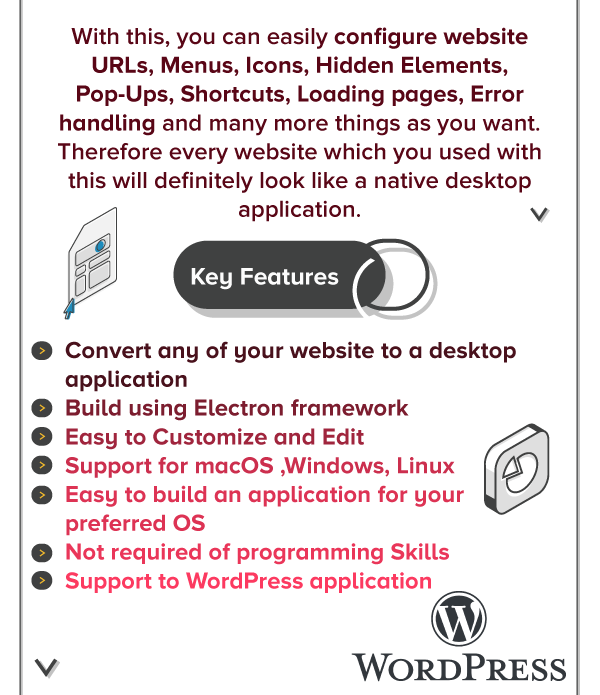 With this, you can easily configure website
URLs, Menus, Icons, Hidden Elements,
Pop-Ups, Shortcuts, Loading pages, Error
handling and many more things as you want.
Therefore every website which you used with
this will definitely look like a native desktop
application.
Key Features
Convert any of your website to a desktop
application
Build using Electron framework
Easy to Customize and Edit
Support for macOS ,Windows, Linux
Easy to build an application for your
preferred OS
Not required of programming Skills
Support to WordPress application
WORDPRESS